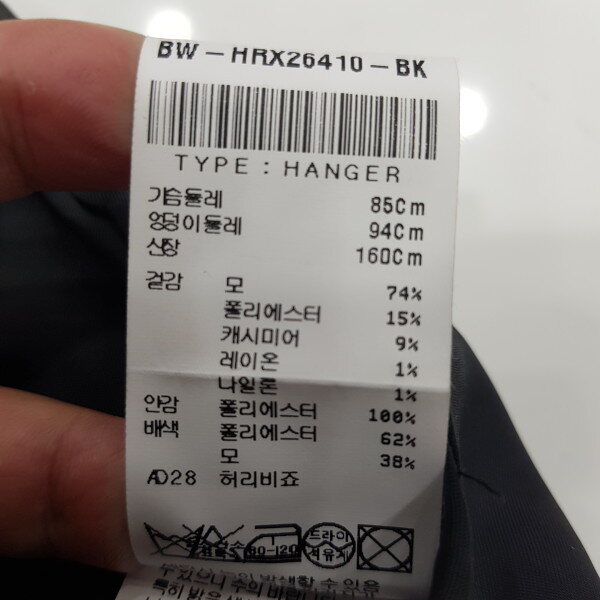 BW-HRX26410-BK
TYPE : HANGER
가슴둘레 85Cm
엉덩이둘레 94Cm
신장 160Cm
겉감 모 74%
폴리에스터 15%
캐시미어 9%
레이온 1%
나일론 1%
안감 폴리에스터 100%
배색 폴리에스터 62%
모 38%
AD28 허리비죠
드라이